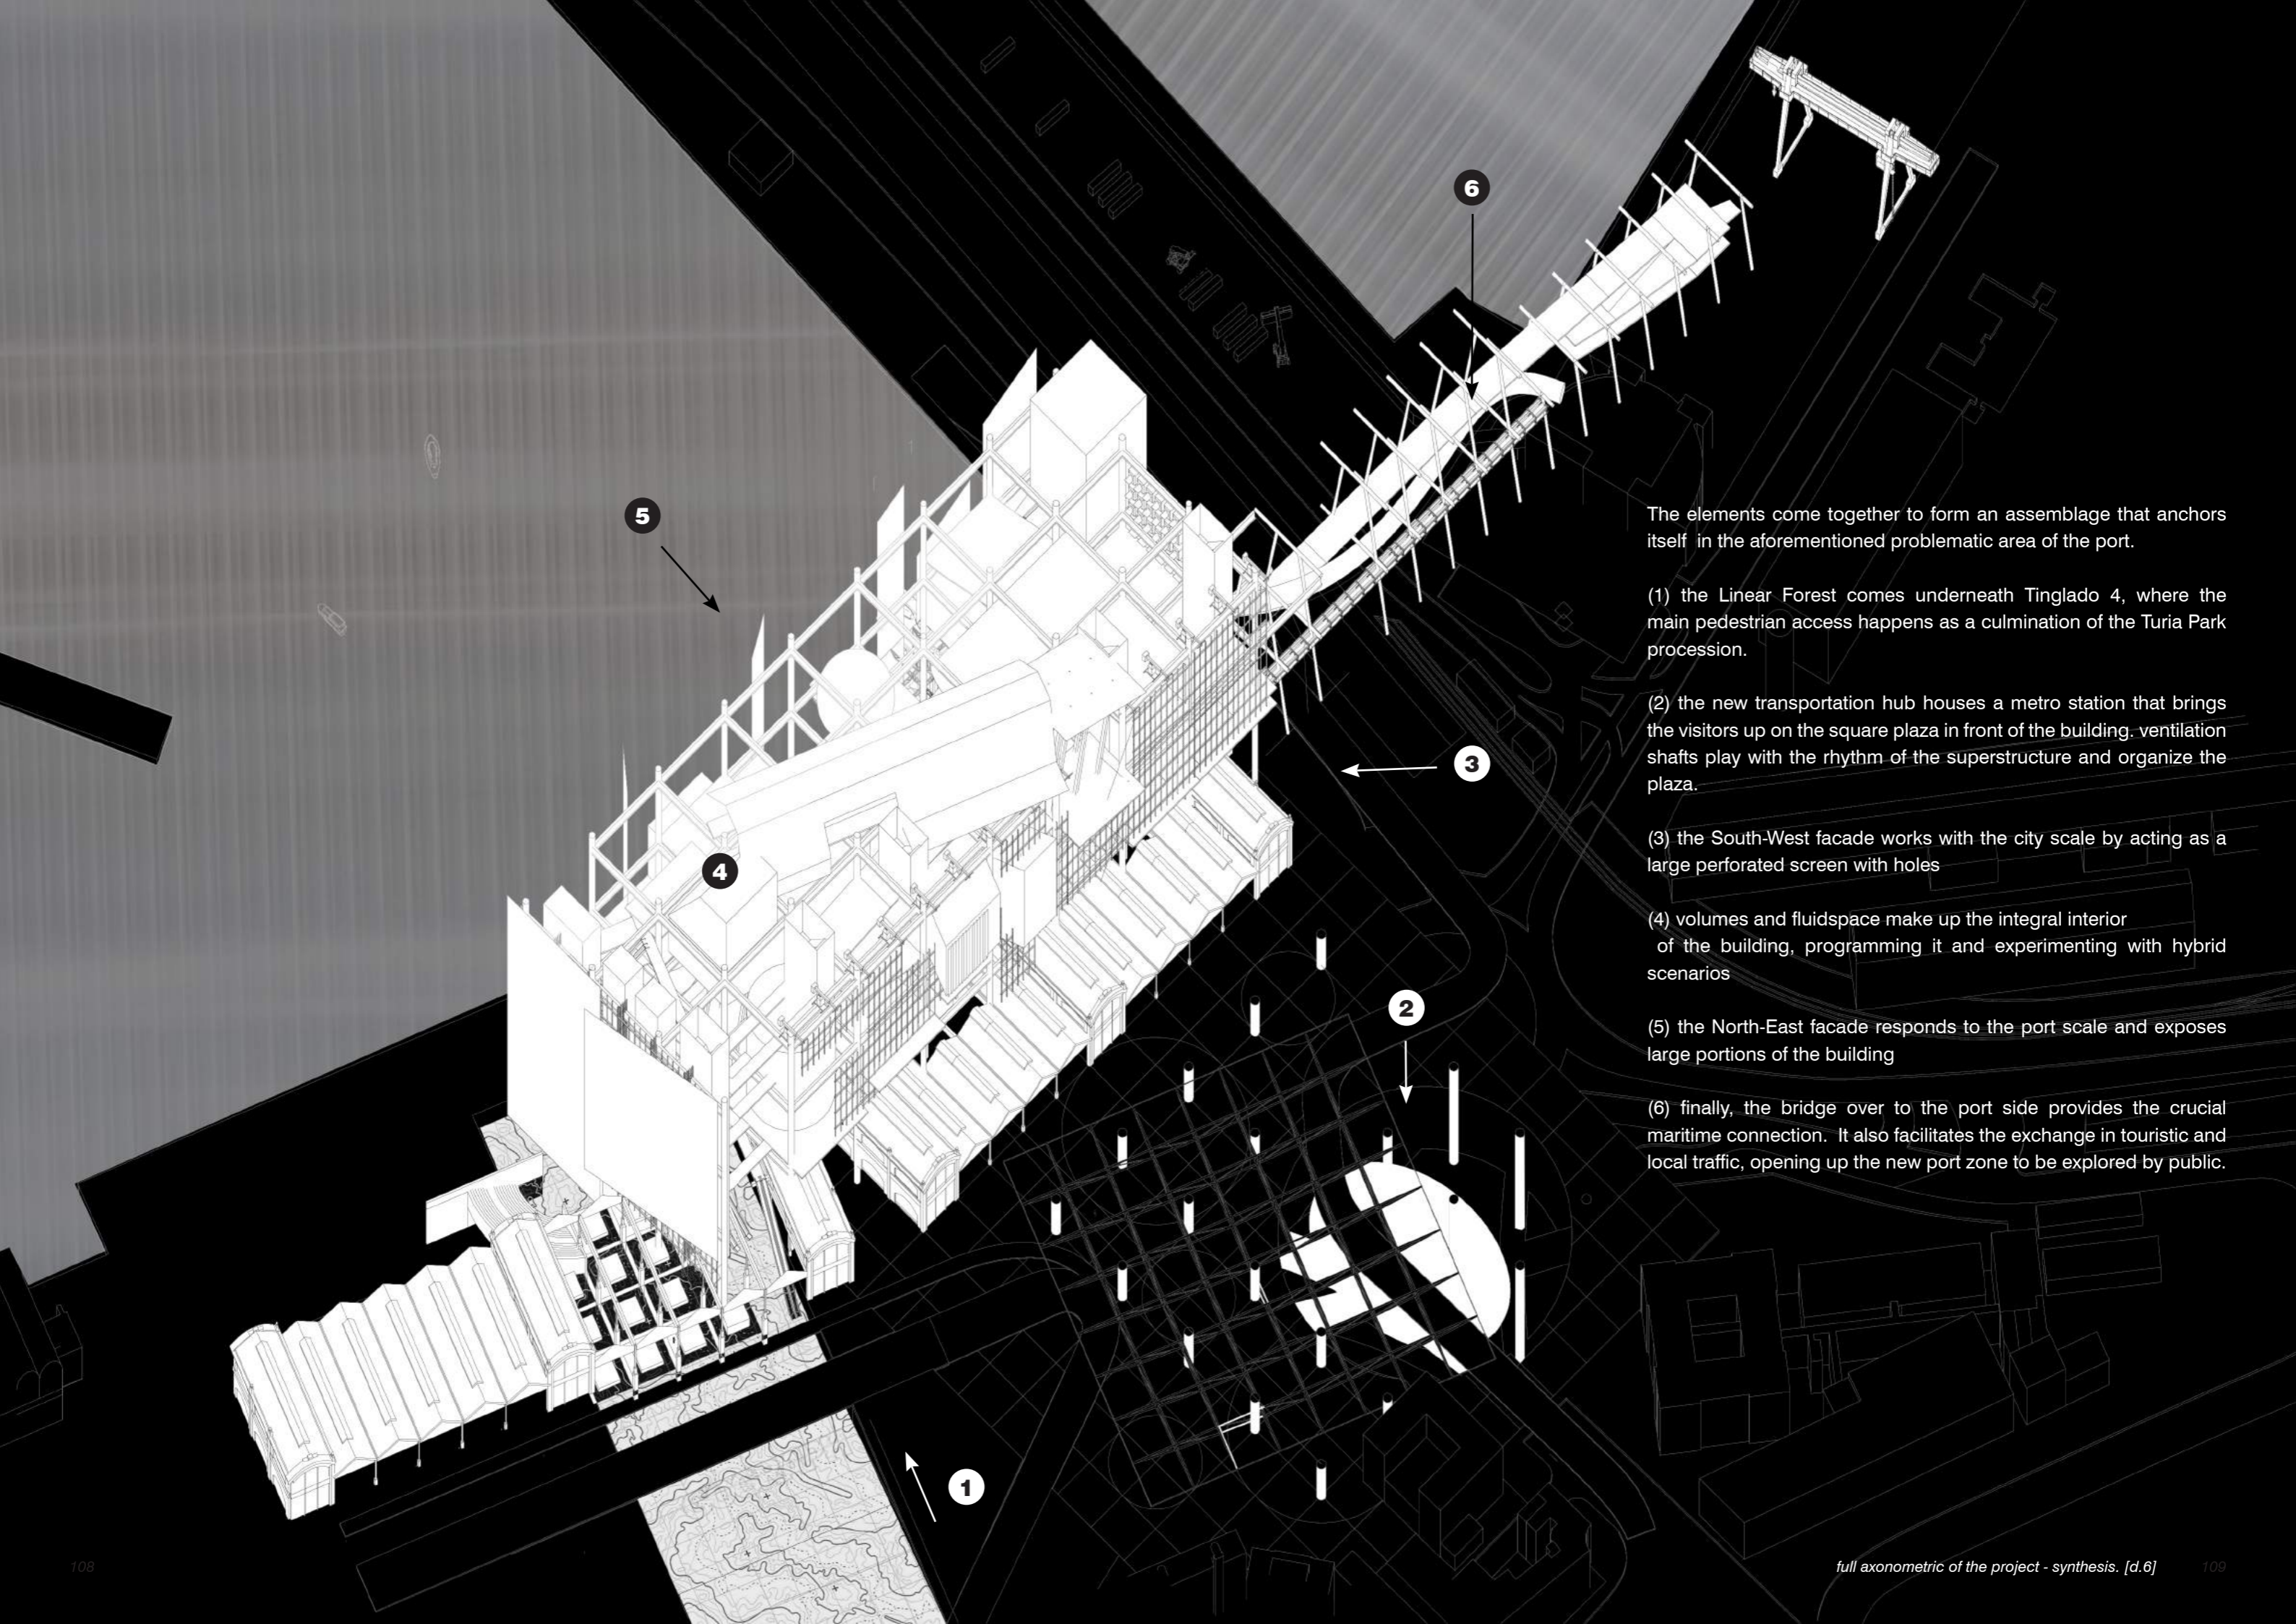 6
5
The elements come together to form an assemblage that anchors
itself in the aforementioned problematic area of the port.
(1) the Linear Forest comes underneath Tinglado 4, where the
main pedestrian access happens as a culmination of the Turia Park
procession.
(2) the new transportation hub houses a metro station that brings
the visitors up on the square plaza in front of the building. ventilation
shafts play with the rhythm of the superstructure and organize the
plaza.
3
(3) the South-West facade works with the city scale by acting as a
large perforated screen with holes
4
(4) volumes and fluidspace make up the integral interior
of the building, programming it and experimenting with hybrid
scenarios
2
(5) the North-East facade responds to the port scale and exposes
large portions of the building
(6) finally, the bridge over to the port side provides the crucial
maritime connection. It also facilitates the exchange in touristic and
local traffic, opening up the new port zone to be explored by public.
1
108
full axonometric of the project - synthesis. [d.6]
109